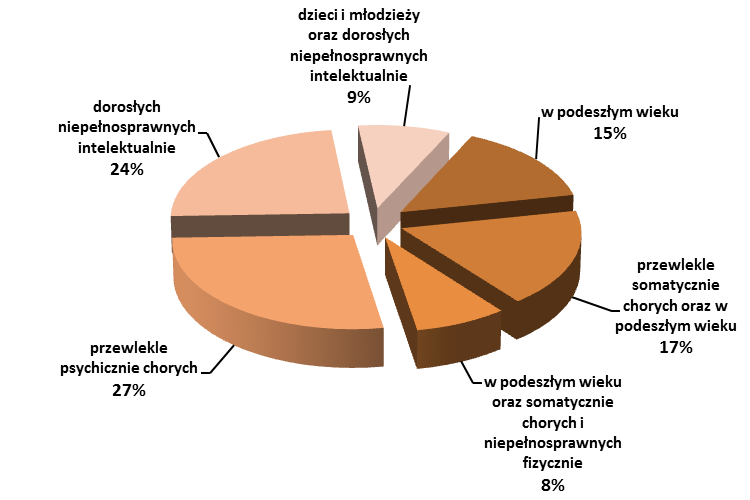 dzieci i młodzieży
oraz dorosłych
niepełnosprawnych
intelektualnie
9%
dorosłych
niepełnosprawnych
intelektualnie
24%
w podeszłym wieku
15%
przewlekle
somatycznie
chorych oraz w
podeszłym wieku
17%
przewlekle
psychicznie chorych
27%
w podeszłym wieku
oraz somatycznie
chorych i
niepełnosprawnych
fizycznie
8%